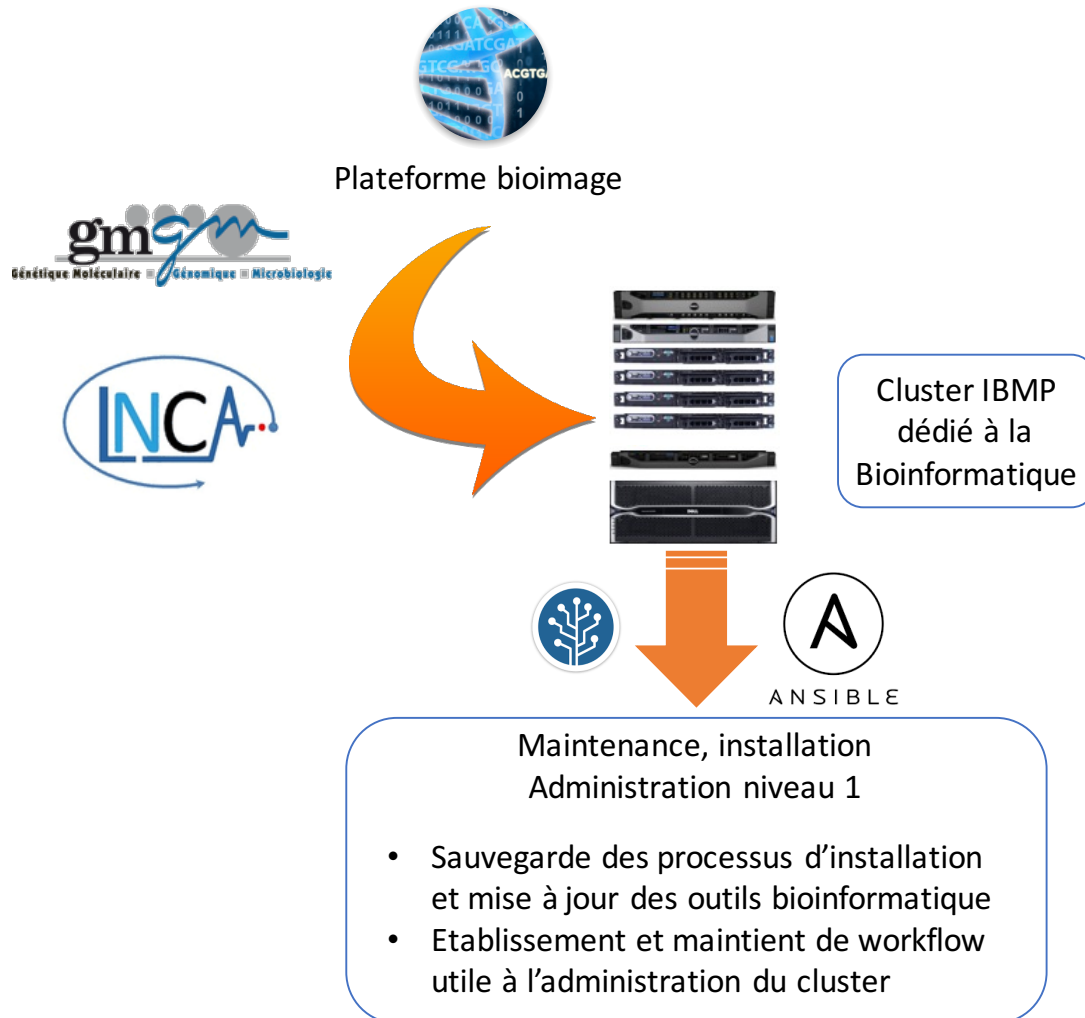 ACGTGA
Plateforme bioimage
gmgm
Génétique Moléculaire Génomique Microbiologie
LNCA
Cluster IBMP
dédié à la
Bioinformatique
ANSIBLE
Maintenance, installation
Administration niveau 1
• Sauvegarde des processus d’installation
et mise à jour des outils bioinformatique
• Etablissement et maintient de workflow
utile à l’administration du cluster